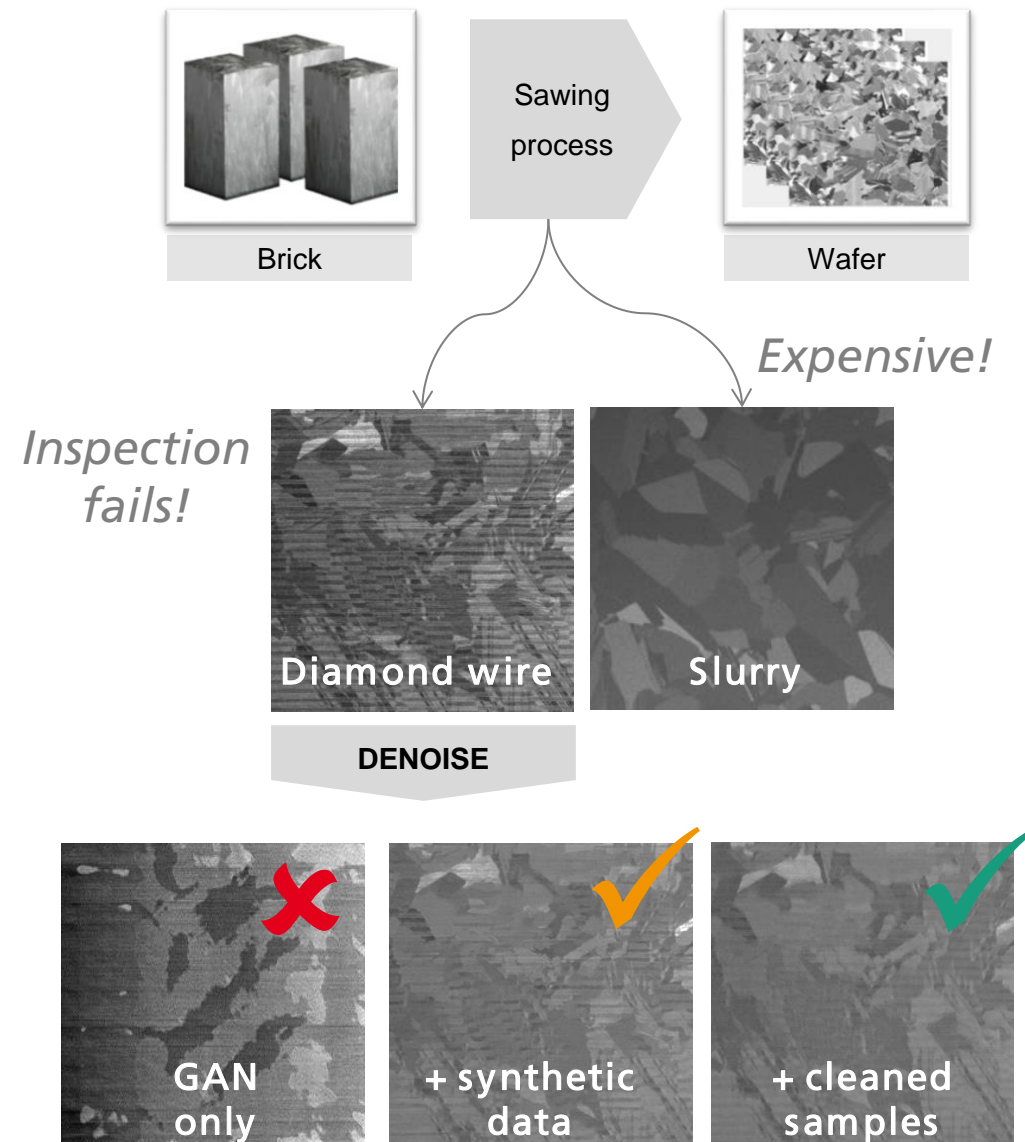 Sawing
process
Brick
Wafer
Expensive!
Inspection
fails!
Diamond wire
Slurry
DENOISE
GAN
only
+ synthetic
data
+ cleaned
samples